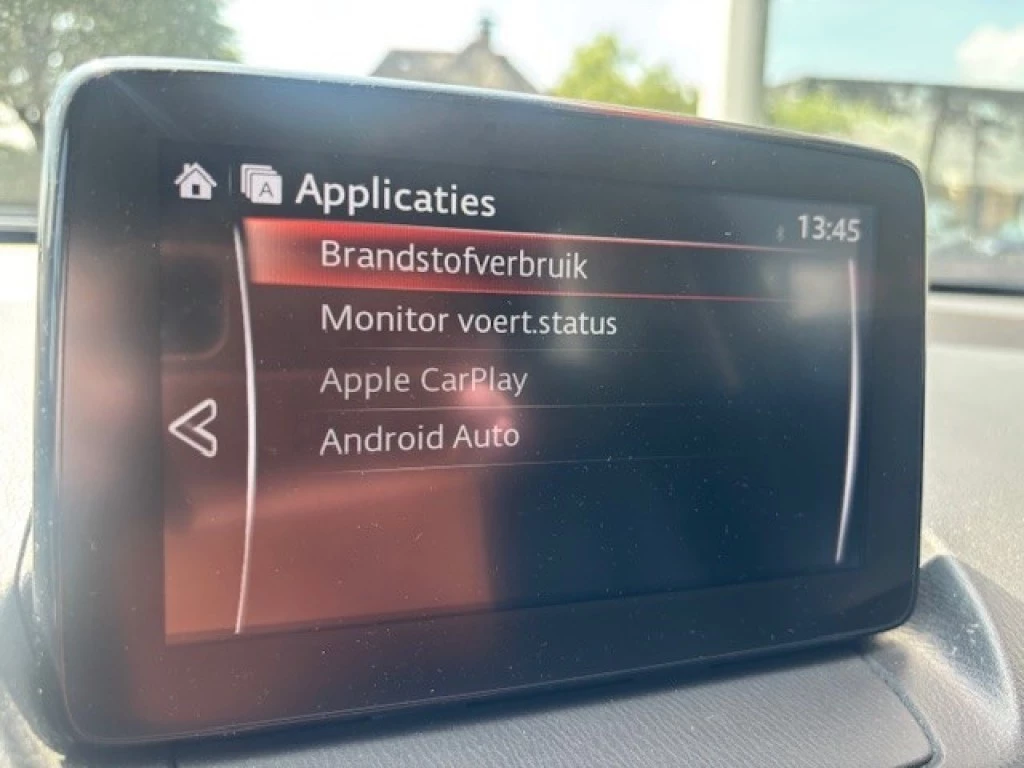 A Applicaties
13:45
Brandstofverbruik
Monitor voert.status
Apple CarPlay
Android Auto